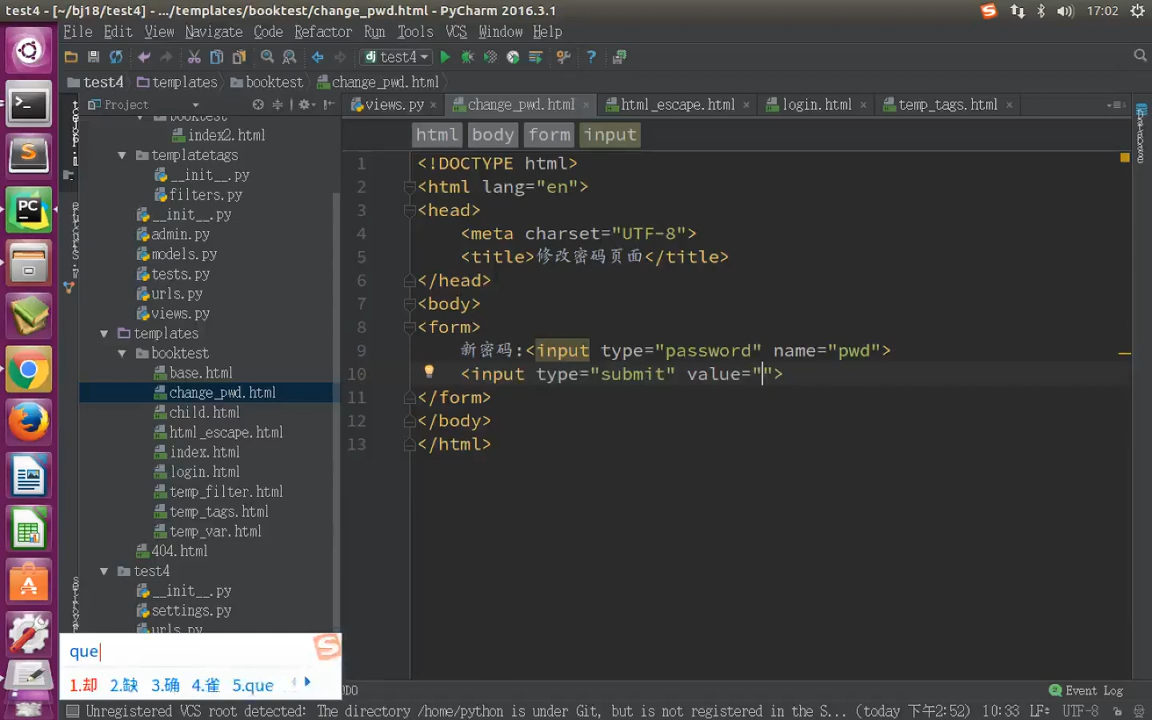 test4 - [~/bj18/test4] - .../templates/booktest/change_pwd.html - PyCharm 2016.3.1
17:02
File Edit View Navigate Code Refactor Run Tools VCS Window Help
test4
test4 templates booktest change_pwd.html
Project
views.py change_pwd.html html_escape.html login.html temp_tags.html
html body form input
booktest
index2.html
templatetags
__init__.py
filters.py
__init__.py
admin.py
models.py
tests.py
urls.py
views.py
templates
booktest
base.html
change_pwd.html
child.html
html_escape.html
index.html
login.html
temp_filter.html
temp_tags.html
temp_var.html
404.html
test4
__init__.py
settings.py
urls.py
1 <!DOCTYPE html>
2 <html lang="en">
3 <head>
4 <meta charset="UTF-8">
5 <title>修改密码页面</title>
6 </head>
7 <body>
8 <form>
9 新密码:<input type="password" name="pwd">
10 <input type="submit" value="">
11 </form>
12 </body>
13 </html>
que
1.却 2.缺 3.确 4.雀 5.que
Event Log
Unregistered VCS root detected: The directory /home/python is under Git, but is not registered in the S... (today 下午2:52) 10:33 LF UTF-8